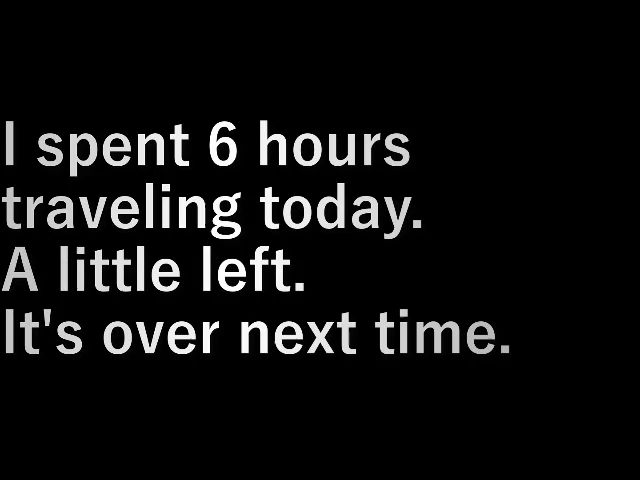 I spent 6 hours
traveling today.
A little left.
It's over next time.